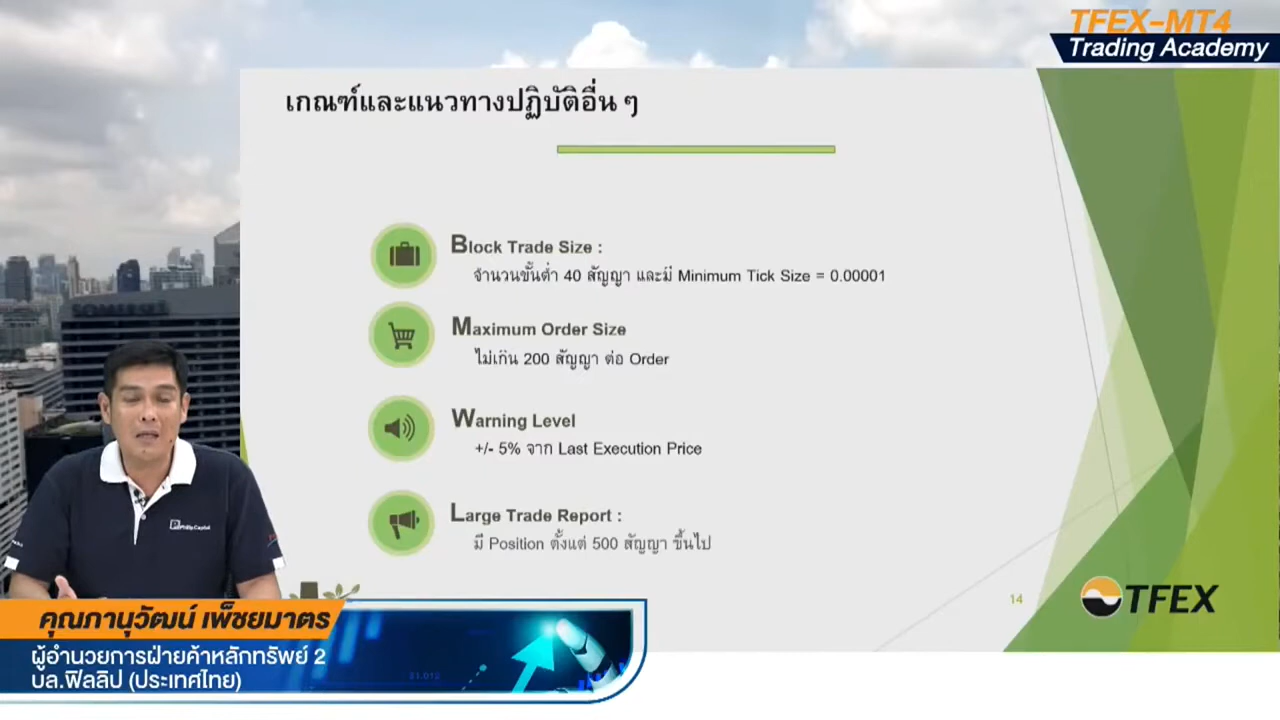 TFEX-MT4
Trading Academy
เกณฑ์และแนวทางปฏิบัติอื่น ๆ
Block Trade Size :
จำนวนขั้นต่ำ 40 สัญญา และมี Minimum Tick Size = 0.00001
Maximum Order Size
ไม่เกิน 200 สัญญา ต่อ Order
Warning Level
+/- 5% จาก Last Execution Price
Large Trade Report :
มี Position ตั้งแต่ 500 สัญญา ขึ้นไป
14
TFEX
PhillipCapital
คุณภานุวัฒน์ เพ็ชยมาตร
ผู้อำนวยการฝ่ายค้าหลักทรัพย์ 2
บล.ฟิลลิป (ประเทศไทย)